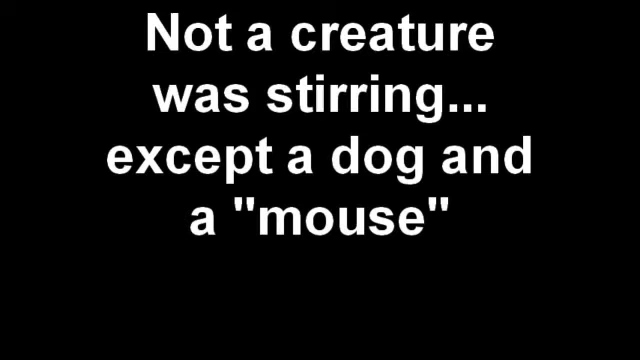 Not a creature
was stirring...
except a dog and
a "mouse"